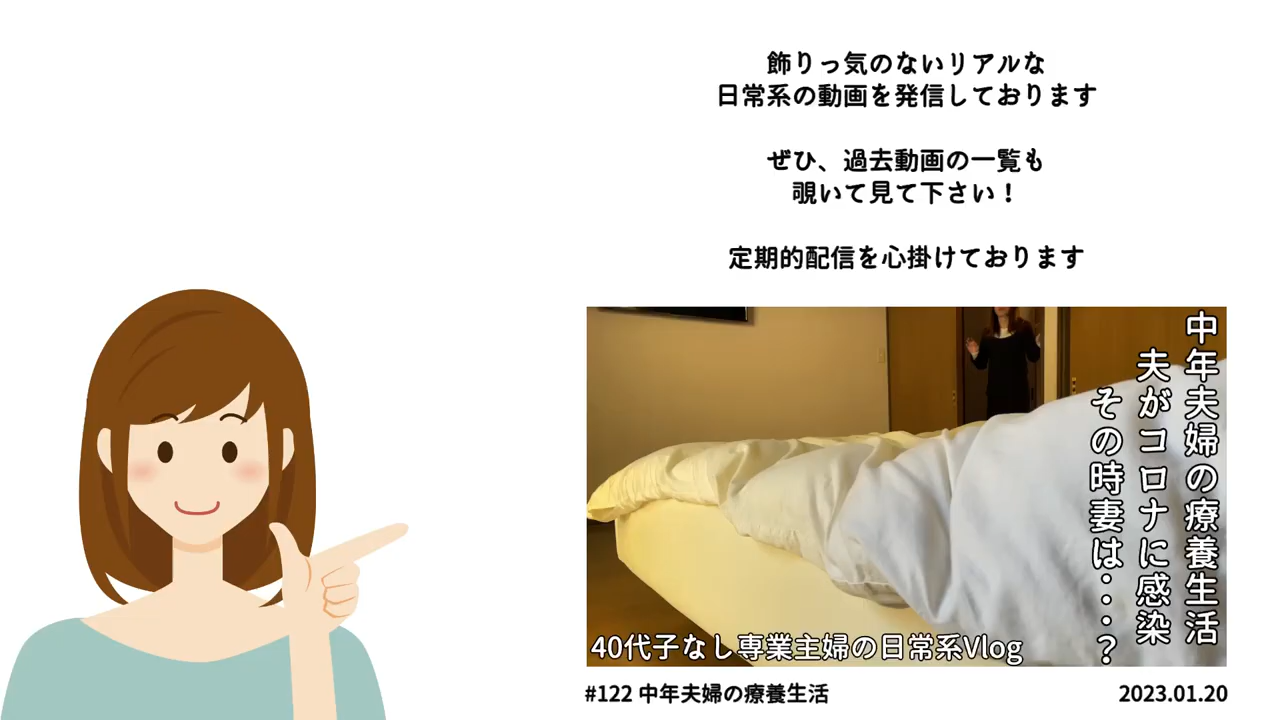 飾りっ気のないリアルな
日常系の動画を発信しております
ぜひ、過去動画の一覧も
覗いて見て下さい！
定期的配信を心掛けております
中年夫婦の療養生活
夫がコロナに感染
その時妻は・・・？
40代子なし専業主婦の日常系Vlog
#122 中年夫婦の療養生活
2023.01.20